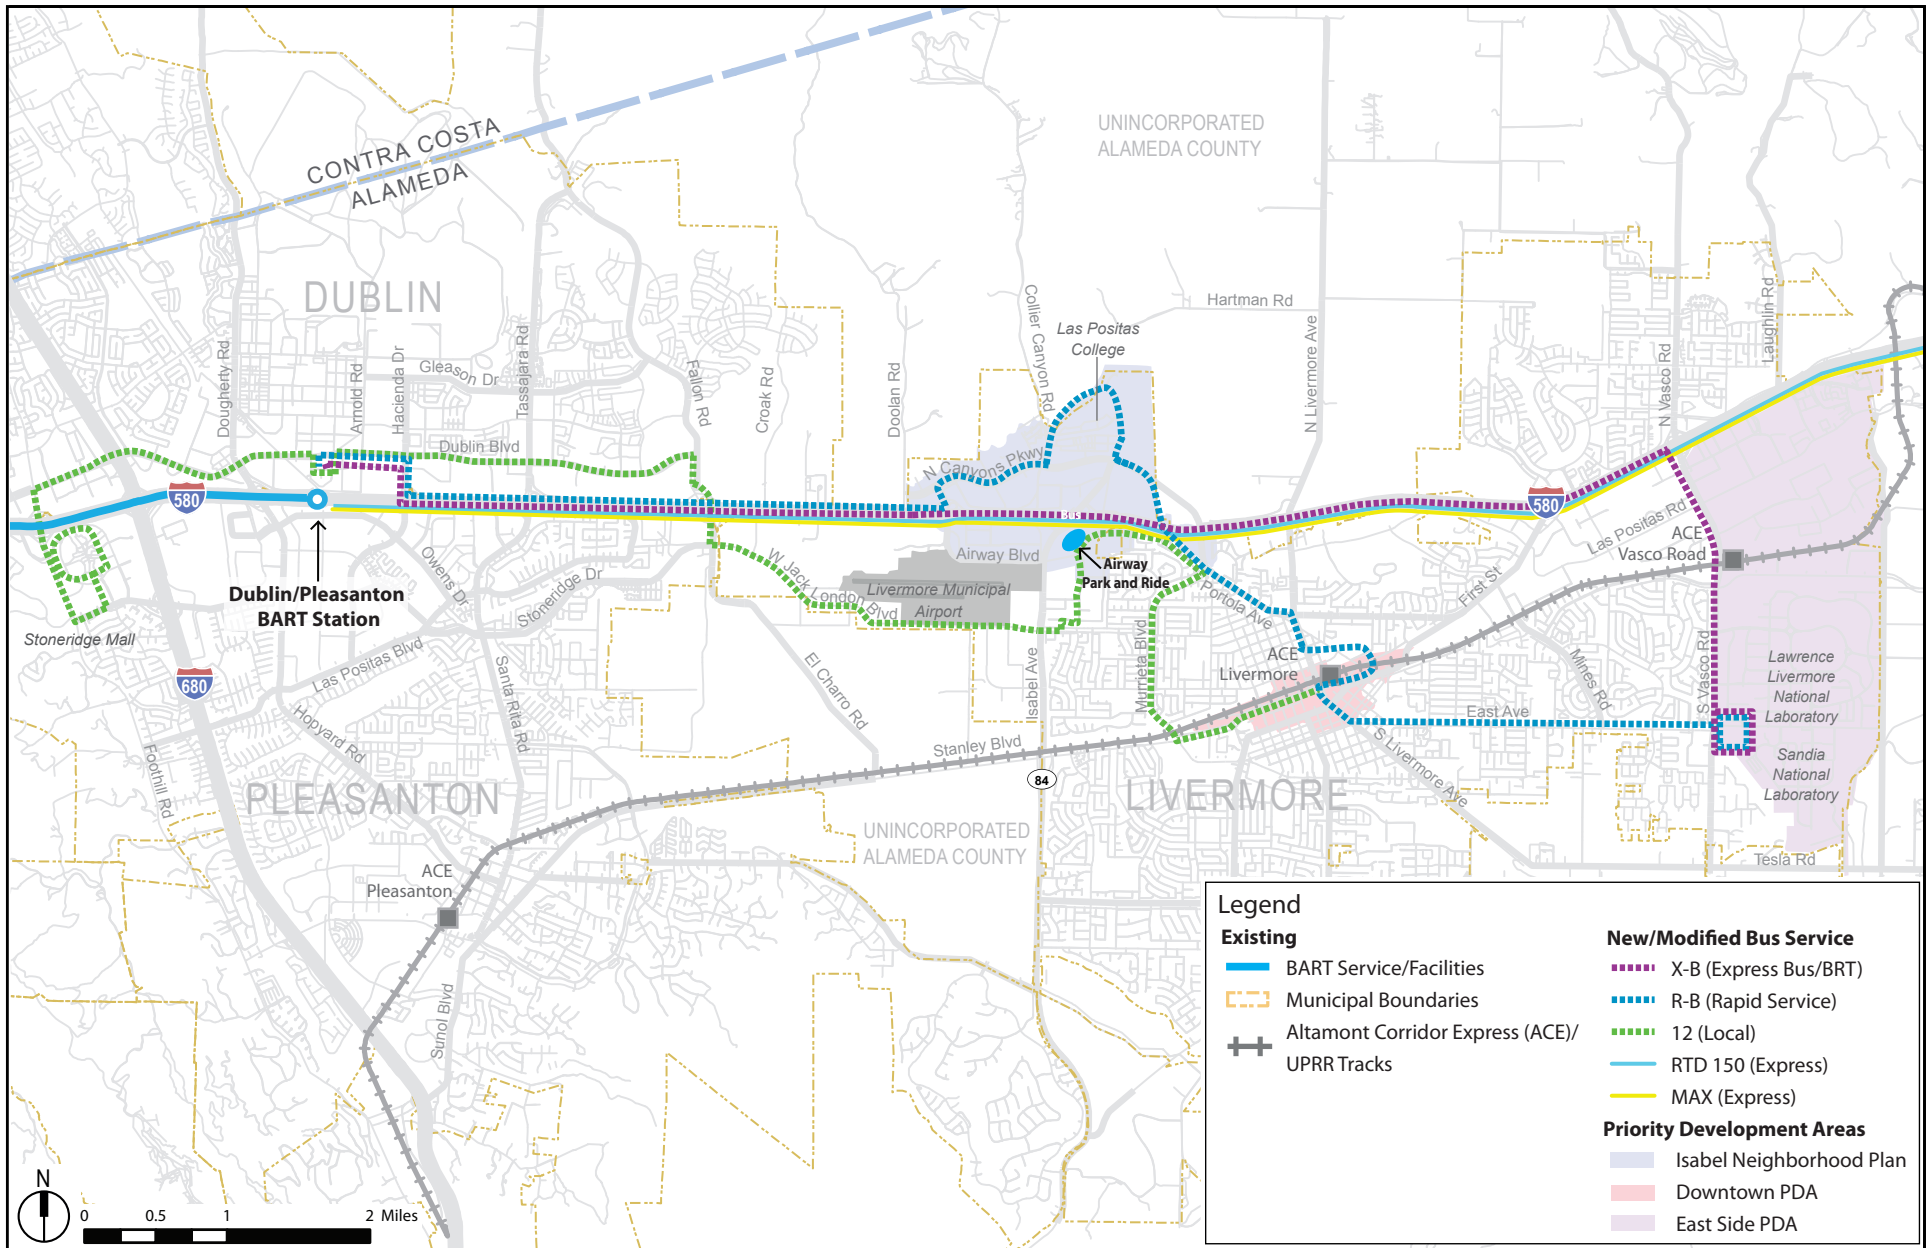 CONTRA COSTA
ALAMEDA
UNINCORPORATED
ALAMEDA COUNTY
DUBLIN
Dougherty Rd
Arnold Rd
Hacienda Dr
Gleason Dr
Tassajara Rd
Fallon Rd
Croak Rd
Doolan Rd
Collier Canyon Rd
Las Positas
College
Hartman Rd
N Livermore Ave
N Vasco Rd
Laughlin Rd
Dublin Blvd
N Canyons Pkwy
580
580
BUS
Las Positas Rd
ACE
Vasco Road
Airway Blvd
Airway
Park and Ride
Owens Dr
Stoneridge Dr
W Jack London Blvd
Livermore Municipal
Airport
Portola Ave
First St
Dublin/Pleasanton
BART Station
Stoneridge Mall
680
Las Positas Blvd
Santa Rita Rd
El Charro Rd
Isabel Ave
Murrieta Blvd
ACE
Livermore
Mines Rd
S Vasco Rd
Lawrence
Livermore
National
Laboratory
East Ave
Hopyard Rd
Foothill Rd
Stanley Blvd
S Livermore Ave
Sandia
National
Laboratory
84
PLEASANTON
LIVERMORE
UNINCORPORATED
ALAMEDA COUNTY
Tesla Rd
ACE
Pleasanton
Sunol Blvd
Legend
Existing
BART Service/Facilities
Municipal Boundaries
Altamont Corridor Express (ACE)/
UPRR Tracks
New/Modified Bus Service
X-B (Express Bus/BRT)
R-B (Rapid Service)
12 (Local)
RTD 150 (Express)
MAX (Express)
Priority Development Areas
Isabel Neighborhood Plan
Downtown PDA
East Side PDA
N
0 0.5 1 2 Miles